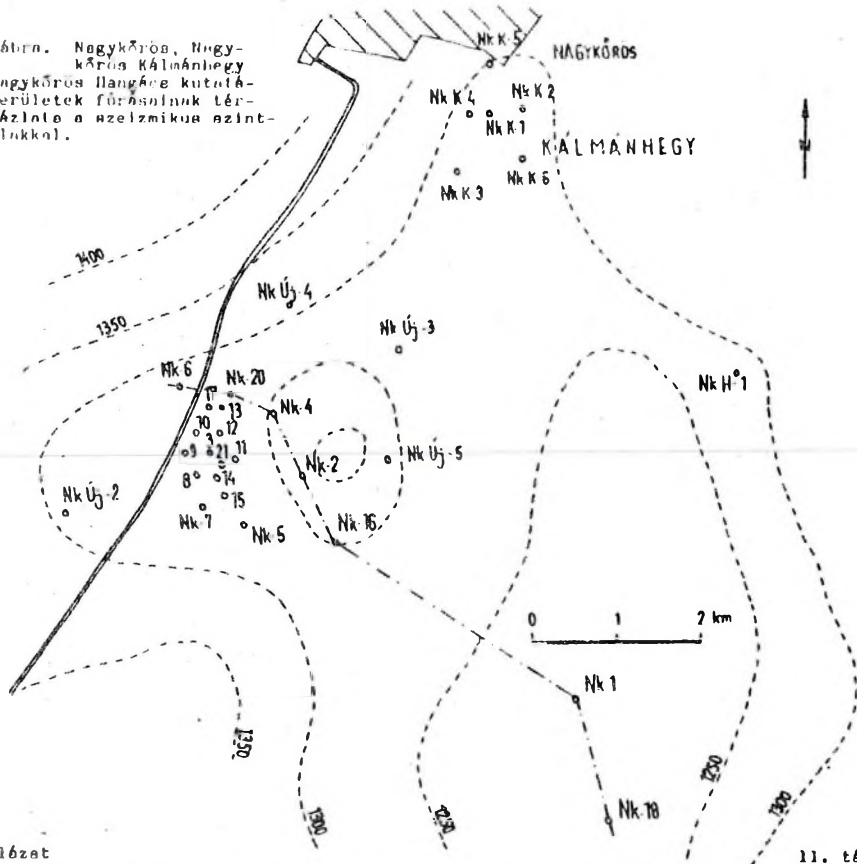 ábra. Nagykőrös, Nagy-
kőrös Kálmánhegy
agykőrös Hangács kutatá-
erületek fúrásainak tér-
ázlata a szeizmikus szint-
lakkal.
Nk K-5
NAGYKŐRÖS
Nk K 4
Nk K 2
Nk K-1
KÁLMÁNHEGY
Nk K 3
Nk K 6
1400
1350
Nk Új-4
Nk Új-3
Nk 6
Nk-20
Nk H-1
13
Nk-4
10
12
9
21
11
Nk-2
Nk Új-5
8
14
Nk Új-2
15
Nk-7
Nk-5
Nk-16
0 1 2 km
Nk 1
1350
1300
1250
1250
1300
Nk-18
lózat
11. tá